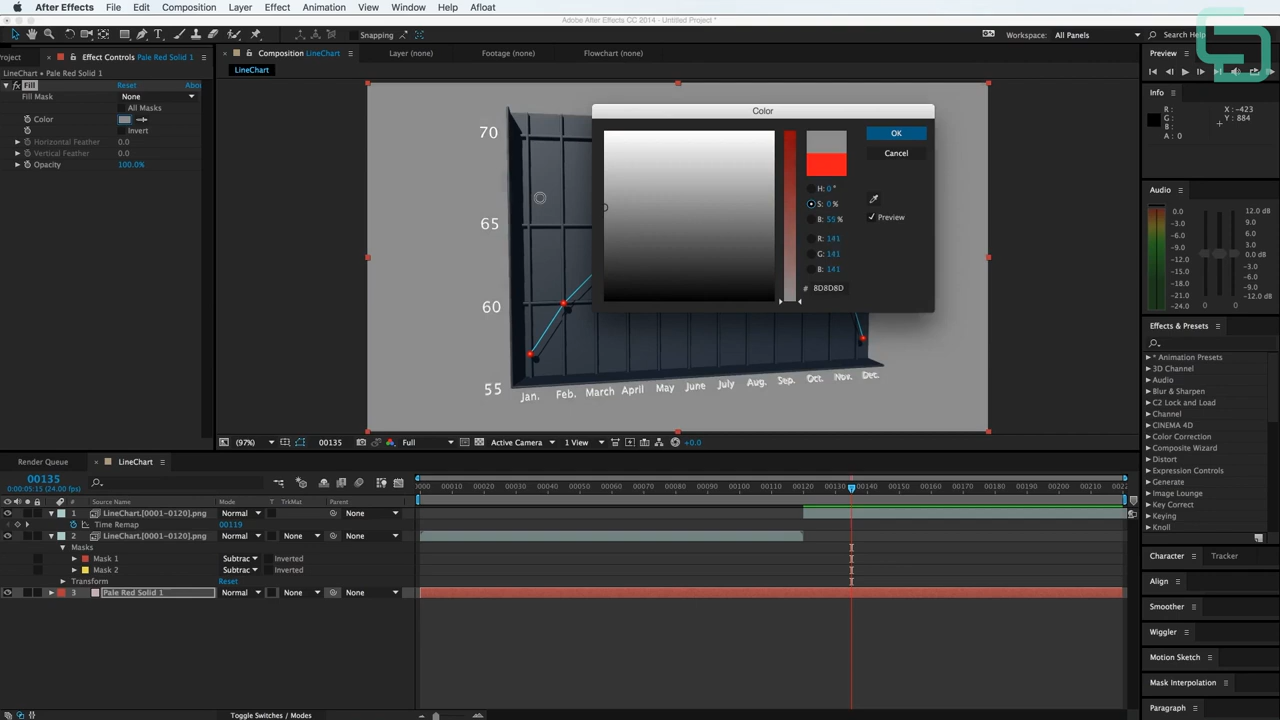 After Effects File Edit Composition Layer Effect Animation View Window Help Afloat
Adobe After Effects CC 2014 - Untitled Project *
Snapping Workspace: All Panels Search Help
Project Effect Controls Pale Red Solid 1 Composition LineChart Layer (none) Footage (none) Flowchart (none) Preview
LineChart • Pale Red Solid 1
LineChart
fx Fill Reset Abou
Fill Mask None
All Masks
Color
Invert
Horizontal Feather 0.0
Vertical Feather 0.0
Opacity 100.0%
70
65
60
55
Jan. Feb. March April May June July Aug. Sep. Oct. Nov. Dec.
Color
OK
Cancel
H: 0 °
S: 0 %
B: 55 %
Preview
R: 141
G: 141
B: 141
# 8D8D8D
Info
R: X: -423
G: Y: 884
B:
A: 0
Audio
0.0 12.0 dB
-3.0 9.0
-6.0 6.0
-9.0 3.0
-12.0 0.0 dB
-15.0 -3.0
-18.0 -6.0
-21.0 -9.0
-24.0 -12.0 dB
Effects & Presets
* Animation Presets
3D Channel
Audio
Blur & Sharpen
C2 Lock and Load
Channel
CINEMA 4D
Color Correction
Composite Wizard
Distort
Expression Controls
Generate
Image Lounge
Key Correct
Keying
Knoll
Character Tracker
Align
Smoother
Wiggler
Motion Sketch
Mask Interpolation
Paragraph
(97%) 00135 Full Active Camera 1 View +0.0
Render Queue LineChart
00135
0:00:05:15 (24.00 fps)
0000 00010 00020 00030 00040 00050 00060 00070 00080 00090 00100 00110 00120 00130 00140 00150 00160 00170 00180 00190 00200 00210 0022
# Source Name Mode T TrkMat Parent
1 LineChart.[0001-0120].png Normal None
Time Remap 00119
2 LineChart.[0001-0120].png Normal None None
Masks
Mask 1 Subtrac Inverted
Mask 2 Subtrac Inverted
Transform Reset
3 Pale Red Solid 1 Normal None None
Toggle Switches / Modes